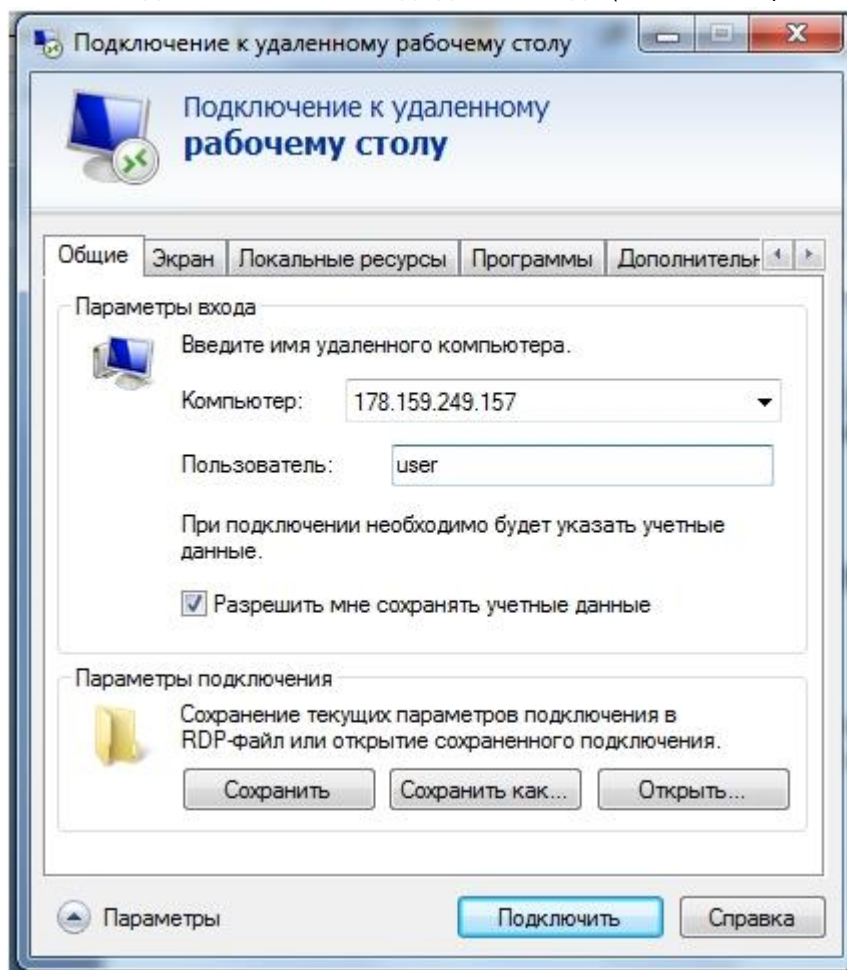 Подключение к удаленному рабочему столу
Подключение к удаленному
рабочему столу
Общие Экран Локальные ресурсы Программы Дополнительн
Параметры входа
Введите имя удаленного компьютера.
Компьютер: 178.159.249.157
Пользователь: user
При подключении необходимо будет указать учетные
данные.
Разрешить мне сохранять учетные данные
Параметры подключения
Сохранение текущих параметров подключения в
RDP-файл или открытие сохраненного подключения.
Сохранить Сохранить как... Открыть...
Параметры Подключить Справка